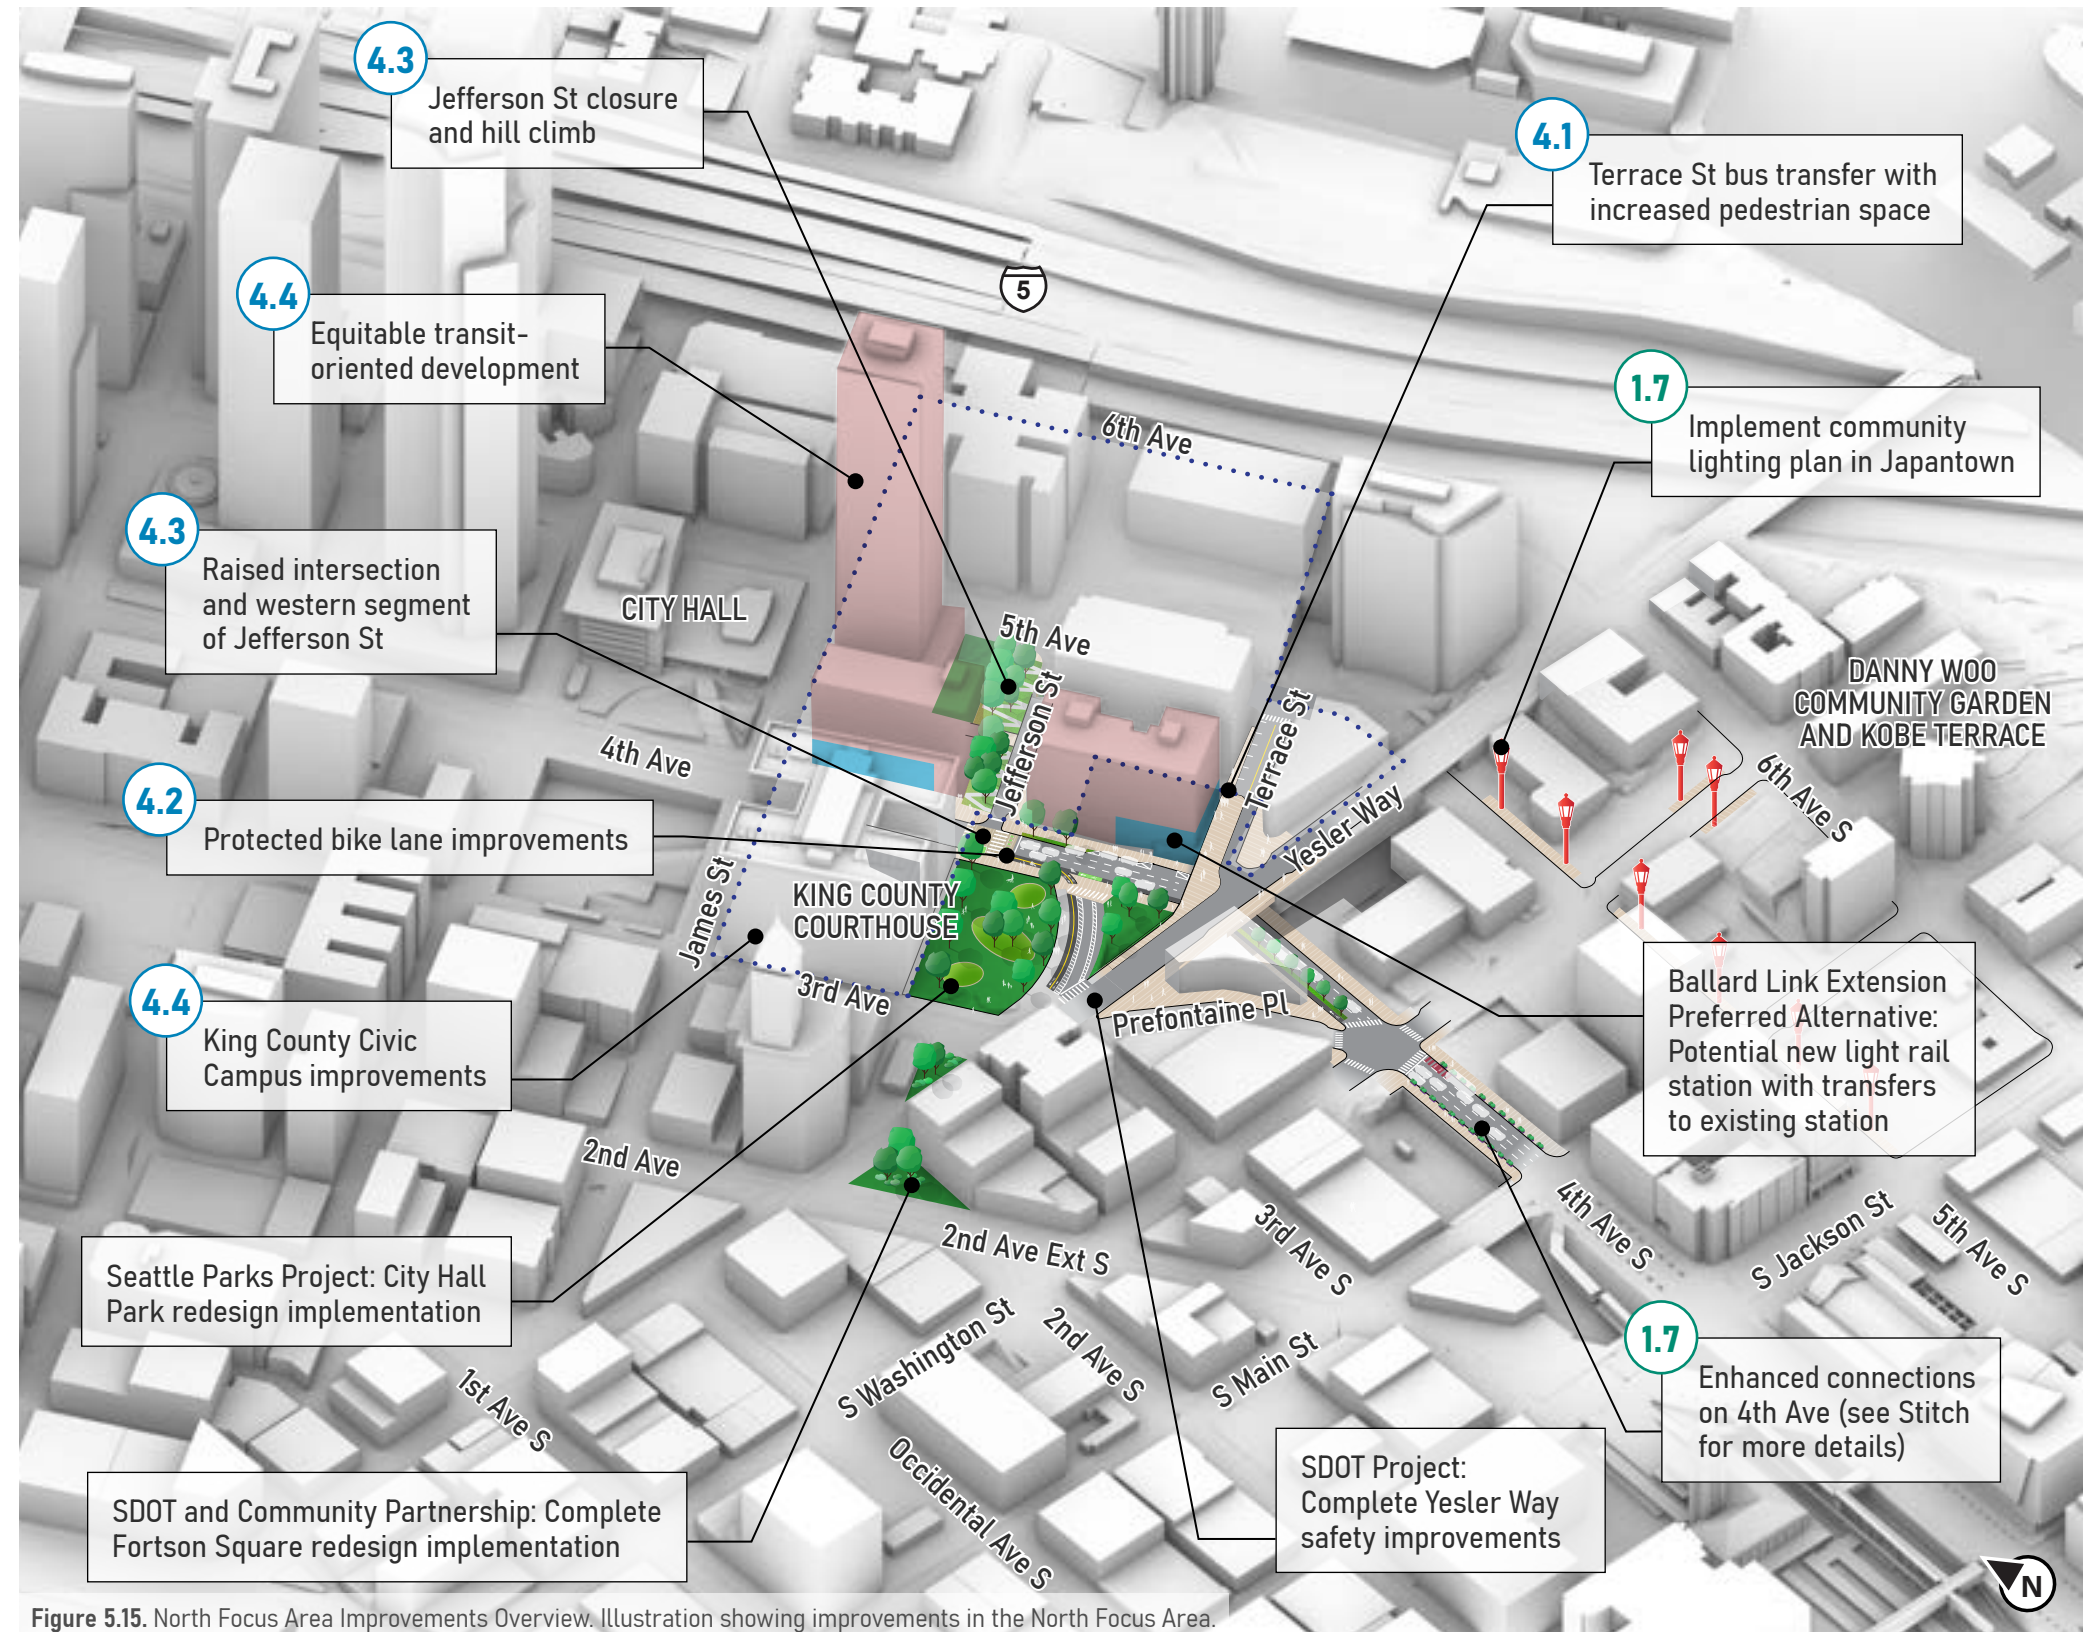 4.3
Jefferson St closure
and hill climb
4.1
Terrace St bus transfer with
increased pedestrian space
5
4.4
Equitable transit-
oriented development
1.7
Implement community
lighting plan in Japantown
6th Ave
4.3
Raised intersection
and western segment
of Jefferson St
CITY HALL
5th Ave
DANNY WOO
COMMUNITY GARDEN
AND KOBE TERRACE
Jefferson St
Terrace St
4th Ave
6th Ave S
4.2
Protected bike lane improvements
Yesler Way
James St
KING COUNTY
COURTHOUSE
3rd Ave
Prefontaine Pl
Ballard Link Extension
Preferred Alternative:
Potential new light rail
station with transfers
to existing station
4.4
King County Civic
Campus improvements
2nd Ave
2nd Ave Ext S
3rd Ave S
4th Ave S
S Jackson St
5th Ave S
Seattle Parks Project: City Hall
Park redesign implementation
S Washington St
2nd Ave S
S Main St
1st Ave S
Occidental Ave S
1.7
Enhanced connections
on 4th Ave (see Stitch
for more details)
SDOT Project:
Complete Yesler Way
safety improvements
SDOT and Community Partnership: Complete
Fortson Square redesign implementation
N
Figure 5.15. North Focus Area Improvements Overview. Illustration showing improvements in the North Focus Area.